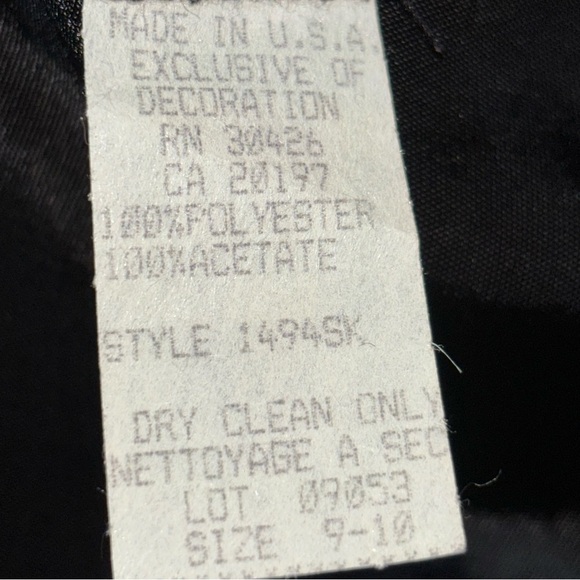 MADE IN U.S.A.
EXCLUSIVE OF
DECORATION
RN 30426
CA 20197
100%POLYESTER
100%ACETATE
STYLE 1494SK
DRY CLEAN ONLY
NETTOYAGE A SEC
LOT 09053
SIZE 9-10